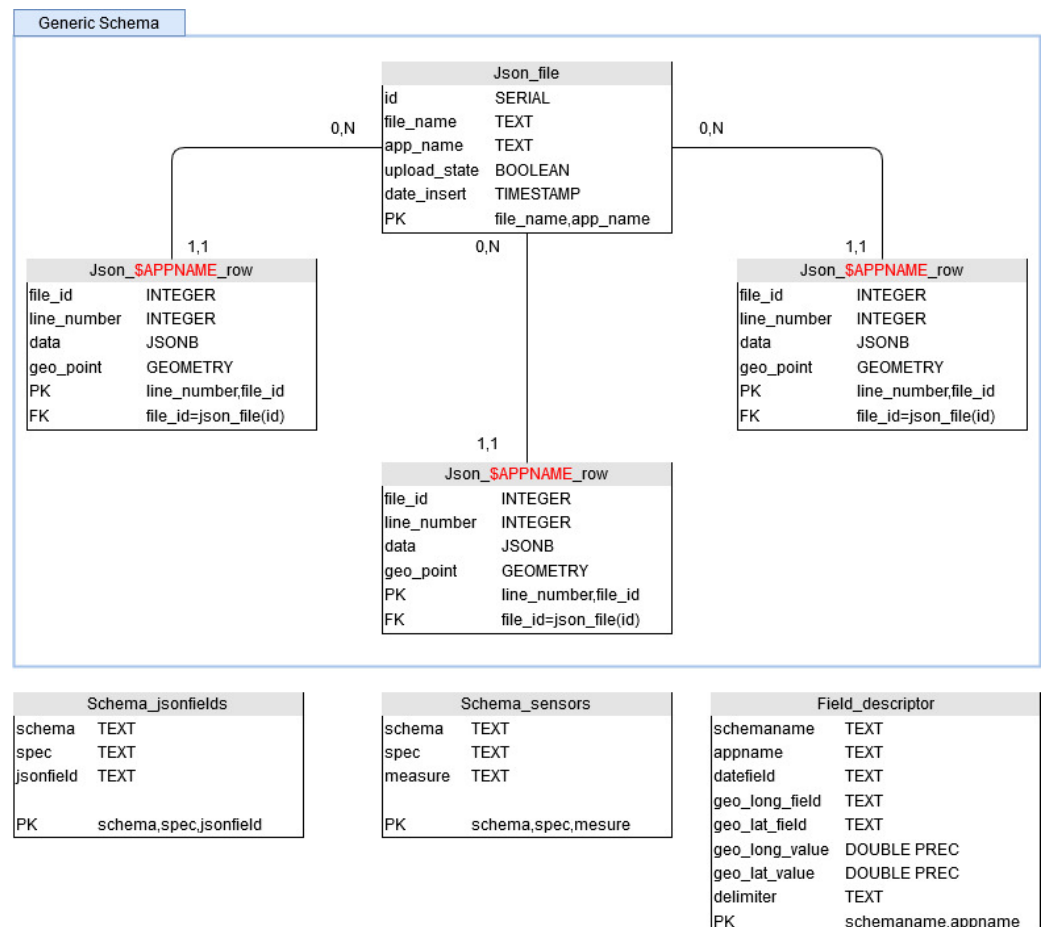 Generic Schema
Json_file
id SERIAL
file_name TEXT
app_name TEXT
upload_state BOOLEAN
date_insert TIMESTAMP
PK file_name,app_name
0,N
0,N
0,N
1,1
1,1
1,1
Json_$APPNAME_row
file_id INTEGER
line_number INTEGER
data JSONB
geo_point GEOMETRY
PK line_number,file_id
FK file_id=json_file(id)
Json_$APPNAME_row
file_id INTEGER
line_number INTEGER
data JSONB
geo_point GEOMETRY
PK line_number,file_id
FK file_id=json_file(id)
Json_$APPNAME_row
file_id INTEGER
line_number INTEGER
data JSONB
geo_point GEOMETRY
PK line_number,file_id
FK file_id=json_file(id)
Schema_jsonfields
schema TEXT
spec TEXT
jsonfield TEXT
PK schema,spec,jsonfield
Schema_sensors
schema TEXT
spec TEXT
measure TEXT
PK schema,spec,mesure
Field_descriptor
schemaname TEXT
appname TEXT
datefield TEXT
geo_long_field TEXT
geo_lat_field TEXT
geo_long_value DOUBLE PREC
geo_lat_value DOUBLE PREC
delimiter TEXT
PK schemaname,appname